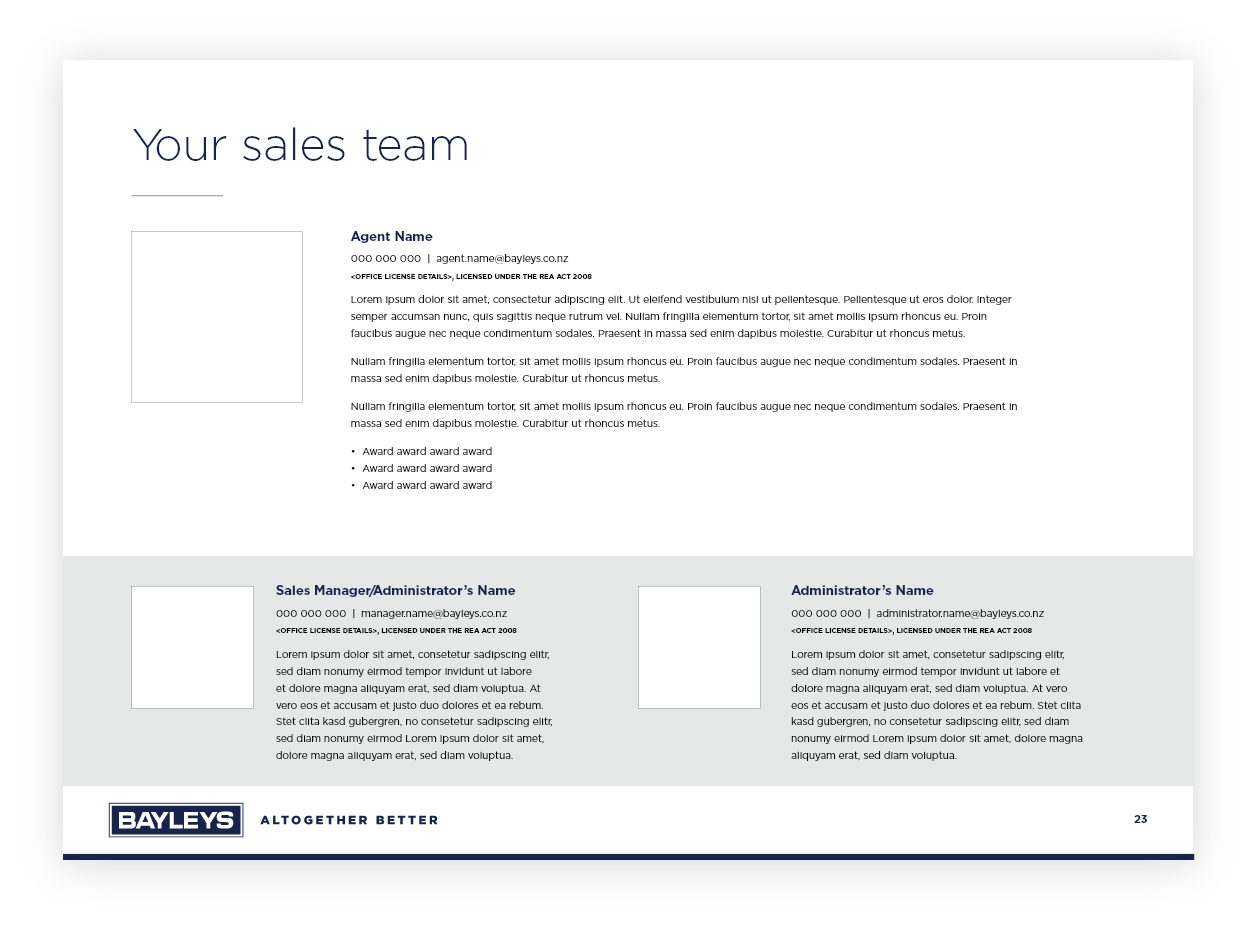 Your sales team
Agent Name
000 000 000 | agent.name@bayleys.co.nz
<OFFICE LICENSE DETAILS>, LICENSED UNDER THE REA ACT 2008
Lorem ipsum dolor sit amet, consectetur adipiscing elit. Ut eleifend vestibulum nisl ut pellentesque. Pellentesque ut eros dolor. Integer
semper accumsan nunc, quis sagittis neque rutrum vel. Nullam fringilla elementum tortor, sit amet mollis ipsum rhoncus eu. Proin
faucibus augue nec neque condimentum sodales. Praesent in massa sed enim dapibus molestie. Curabitur ut rhoncus metus.
Nullam fringilla elementum tortor, sit amet mollis ipsum rhoncus eu. Proin faucibus augue nec neque condimentum sodales. Praesent in
massa sed enim dapibus molestie. Curabitur ut rhoncus metus.
Nullam fringilla elementum tortor, sit amet mollis ipsum rhoncus eu. Proin faucibus augue nec neque condimentum sodales. Praesent in
massa sed enim dapibus molestie. Curabitur ut rhoncus metus.
• Award award award award
• Award award award award
• Award award award award
Sales Manager/Administrator's Name
000 000 000 | manager.name@bayleys.co.nz
<OFFICE LICENSE DETAILS>, LICENSED UNDER THE REA ACT 2008
Lorem ipsum dolor sit amet, consetetur sadipscing elitr,
sed diam nonumy eirmod tempor invidunt ut labore
et dolore magna aliquyam erat, sed diam voluptua. At
vero eos et accusam et justo duo dolores et ea rebum.
Stet clita kasd gubergren, no consetetur sadipscing elitr,
sed diam nonumy eirmod Lorem ipsum dolor sit amet,
dolore magna aliquyam erat, sed diam voluptua.
Administrator's Name
000 000 000 | administrator.name@bayleys.co.nz
<OFFICE LICENSE DETAILS>, LICENSED UNDER THE REA ACT 2008
Lorem ipsum dolor sit amet, consetetur sadipscing elitr,
sed diam nonumy eirmod tempor invidunt ut labore et
dolore magna aliquyam erat, sed diam voluptua. At vero
eos et accusam et justo duo dolores et ea rebum. Stet clita
kasd gubergren, no consetetur sadipscing elitr, sed diam
nonumy eirmod Lorem ipsum dolor sit amet, dolore magna
aliquyam erat, sed diam voluptua.
BAYLEYS ALTOGETHER BETTER
23